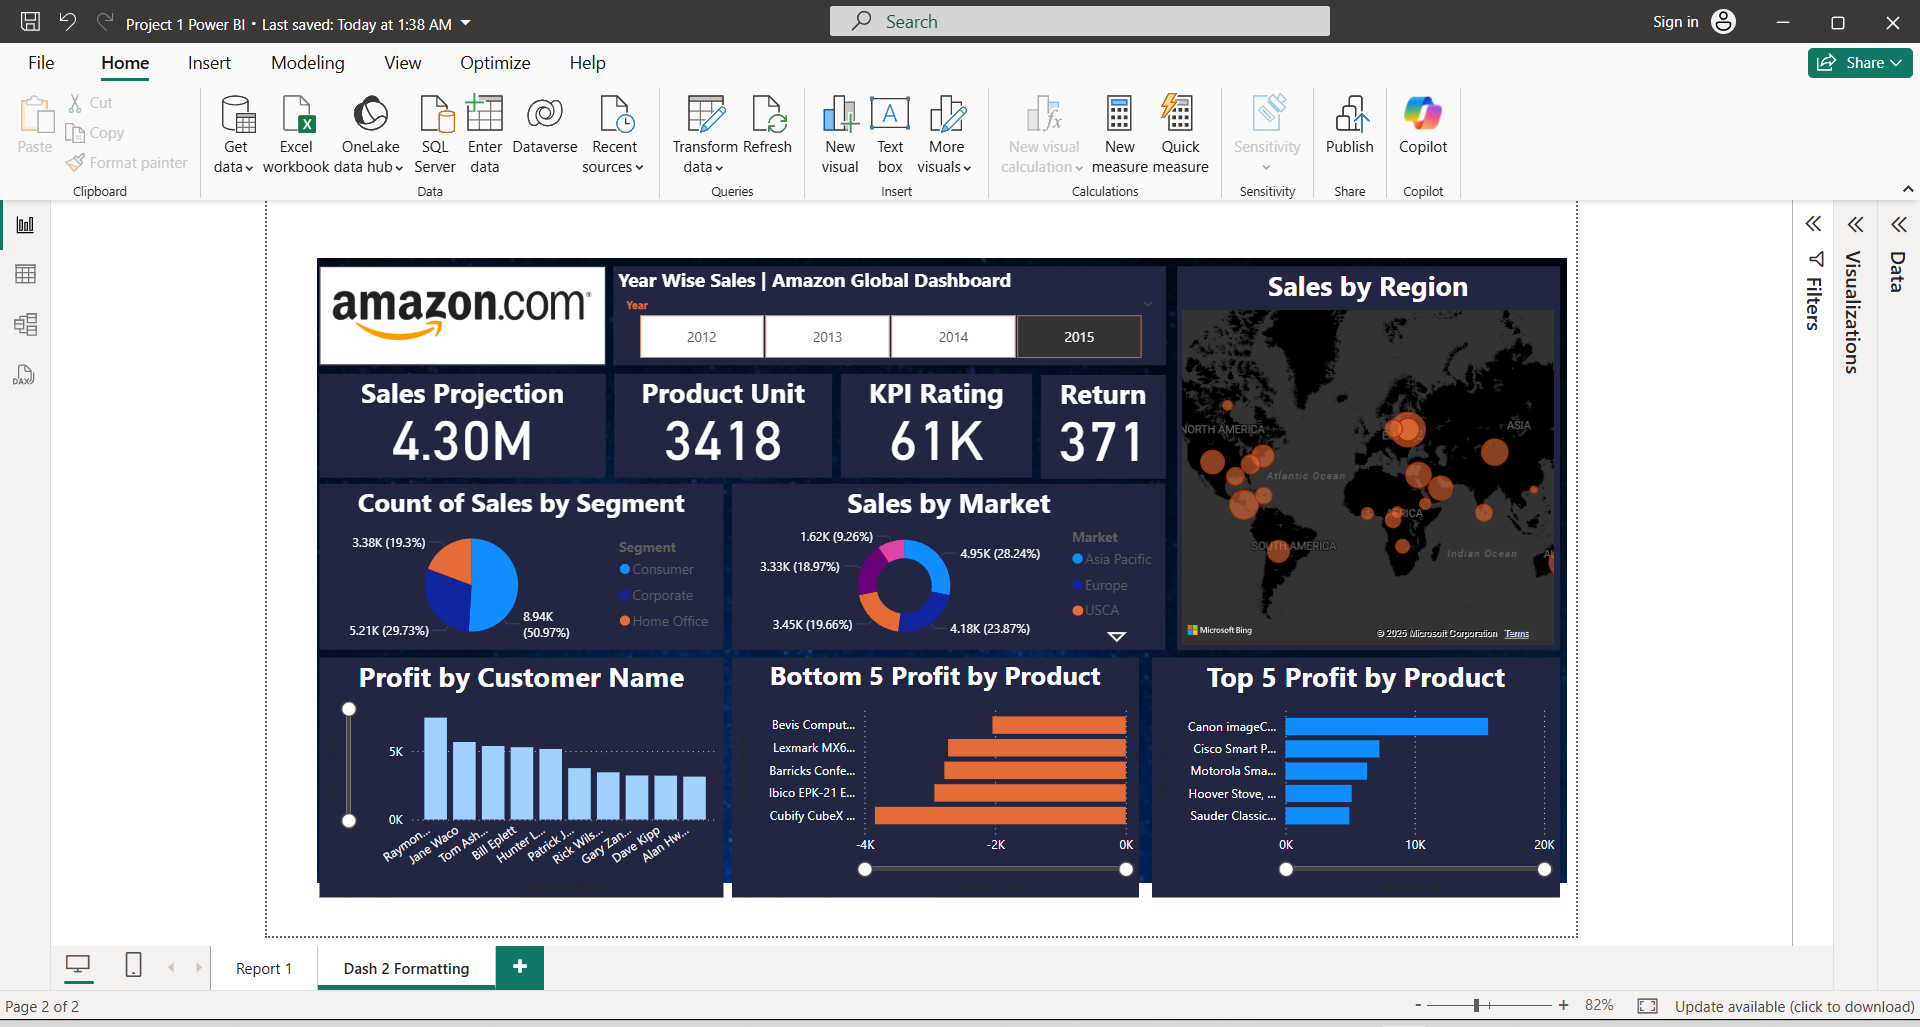 Project 1 Power BI • Last saved: Today at 1:38 AM
Search
Sign in
File
Home
Insert
Modeling
View
Optimize
Help
Share
Paste
Cut
Copy
Format painter
Clipboard
Get data
Excel workbook
OneLake data hub
SQL Server
Enter data
Dataverse
Recent sources
Data
Transform data
Refresh
Queries
New visual
Text box
More visuals
Insert
New visual calculation
New measure
Quick measure
Calculations
Sensitivity
Sensitivity
Publish
Share
Copilot
Copilot
DAX
Filters
Visualizations
Data
amazon.com
Year Wise Sales | Amazon Global Dashboard
Year
2012
2013
2014
2015
Sales Projection
4.30M
Product Unit
3418
KPI Rating
61K
Return
371
Sales by Region
NORTH AMERICA
ASIA
Atlantic Ocean
SOUTH AMERICA
Indian Ocean
Microsoft Bing
© 2025 Microsoft Corporation Terms
Count of Sales by Segment
3.38K (19.3%)
5.21K (29.73%)
8.94K
(50.97%)
Segment
Consumer
Corporate
Home Office
Sales by Market
1.62K (9.26%)
3.33K (18.97%)
3.45K (19.66%)
4.95K (28.24%)
4.18K (23.87%)
Market
Asia Pacific
Europe
USCA
Profit by Customer Name
5K
0K
Raymon...
Jane Waco
Tom Ash...
Bill Eplett
Hunter L...
Patrick J...
Rick Wils...
Gary Zan...
Dave Kipp
Alan Hw...
Bottom 5 Profit by Product
Bevis Comput...
Lexmark MX6...
Barricks Confe...
Ibico EPK-21 E...
Cubify CubeX ...
-4K
-2K
0K
Top 5 Profit by Product
Canon imageC...
Cisco Smart P...
Motorola Sma...
Hoover Stove, ...
Sauder Classic...
0K
10K
20K
Report 1
Dash 2 Formatting
Page 2 of 2
82%
Update available (click to download)